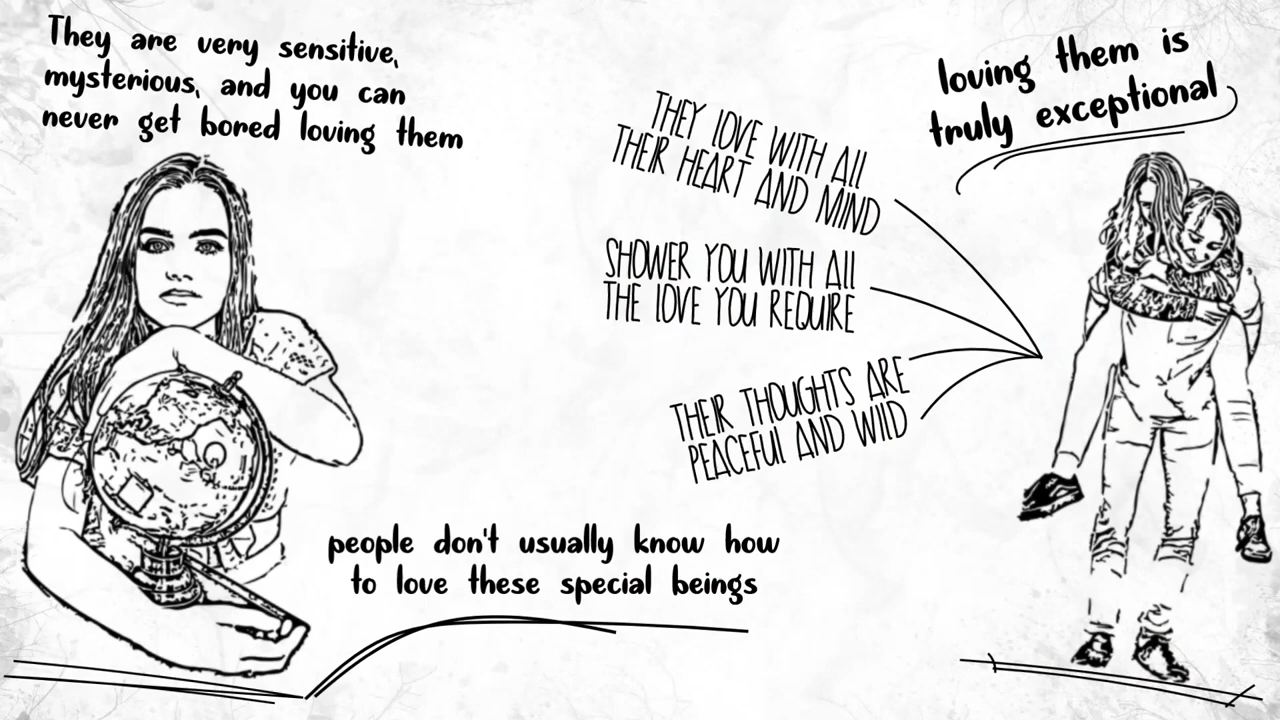 They are very sensitive,
mysterious, and you can
never get bored loving them
loving them is
truly exceptional
THEY LOVE WITH ALL
THEIR HEART AND MIND
SHOWER YOU WITH ALL
THE LOVE YOU REQUIRE
THEIR THOUGHTS ARE
PEACEFUL AND WILD
people don't usually know how
to love these special beings